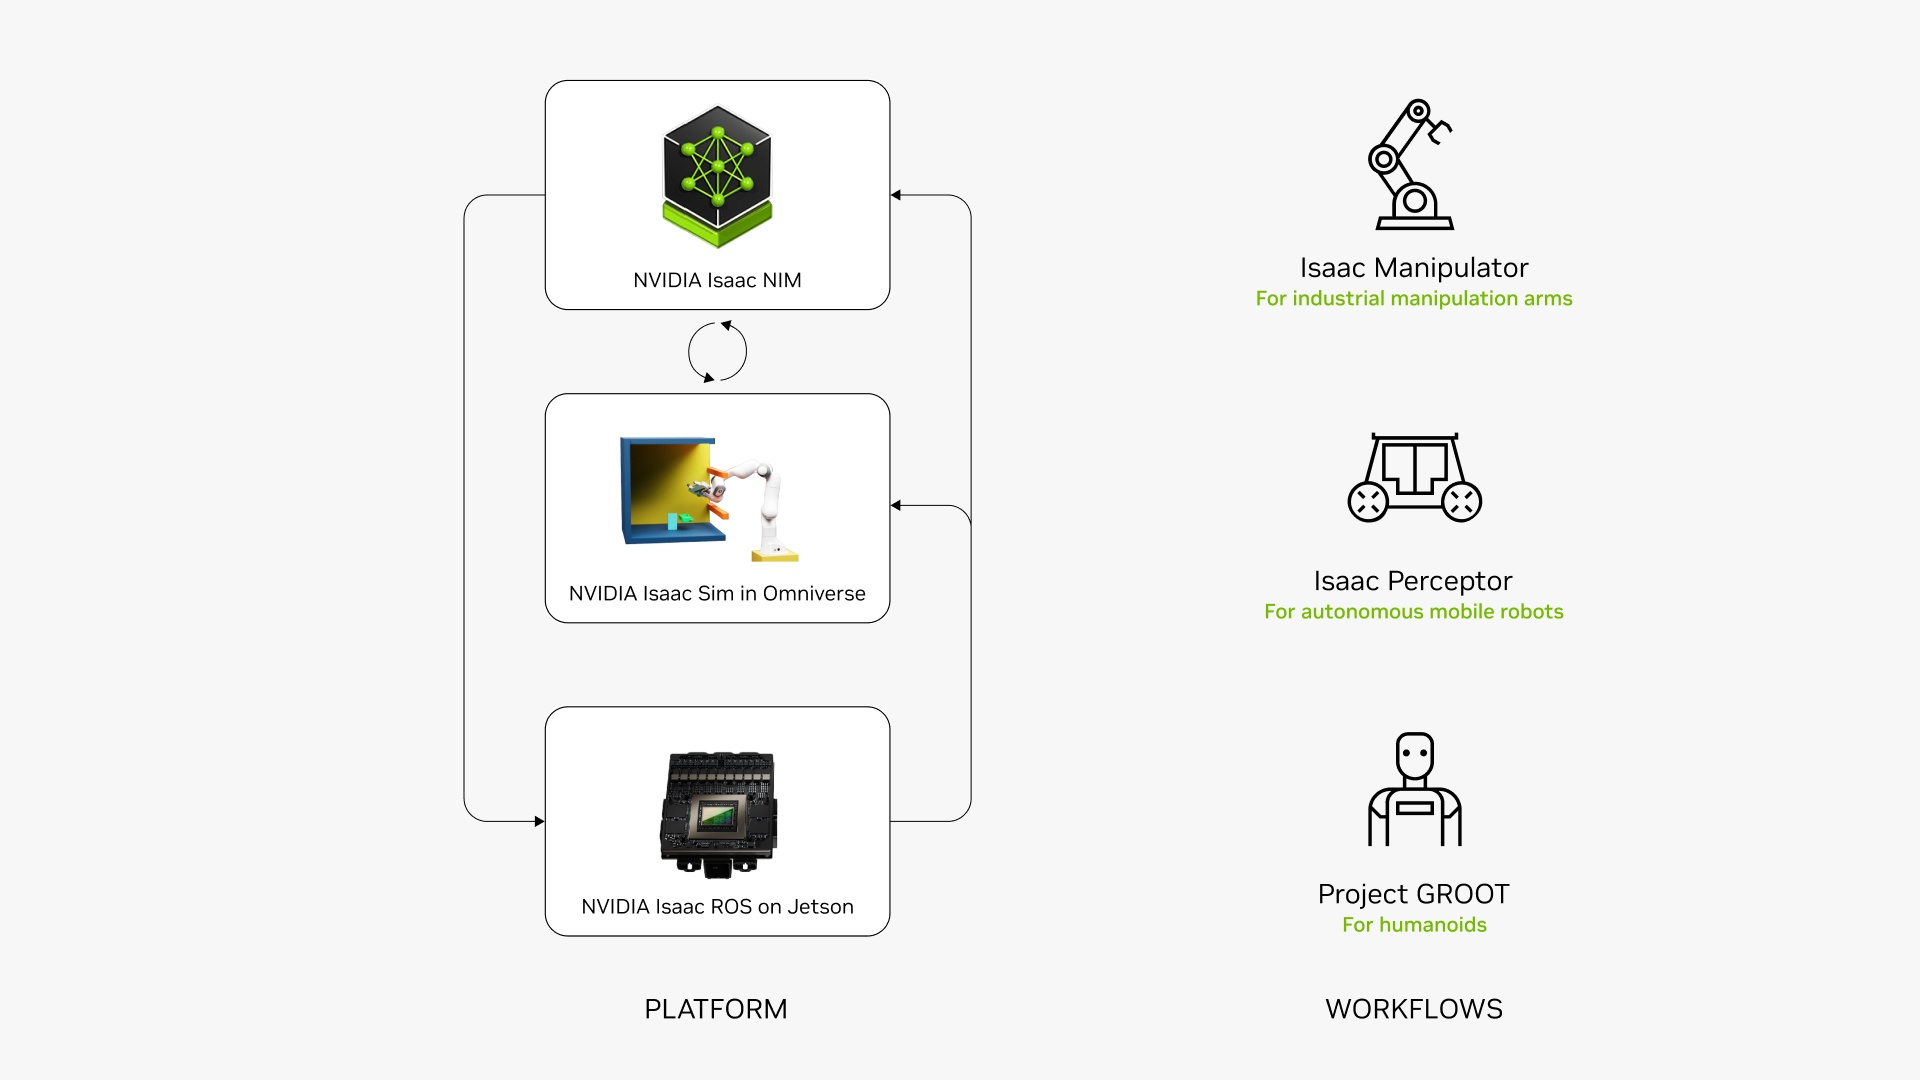 NVIDIA Isaac NIM
NVIDIA Isaac Sim in Omniverse
NVIDIA Isaac ROS on Jetson
PLATFORM
Isaac Manipulator
For industrial manipulation arms
Isaac Perceptor
For autonomous mobile robots
Project GROOT
For humanoids
WORKFLOWS